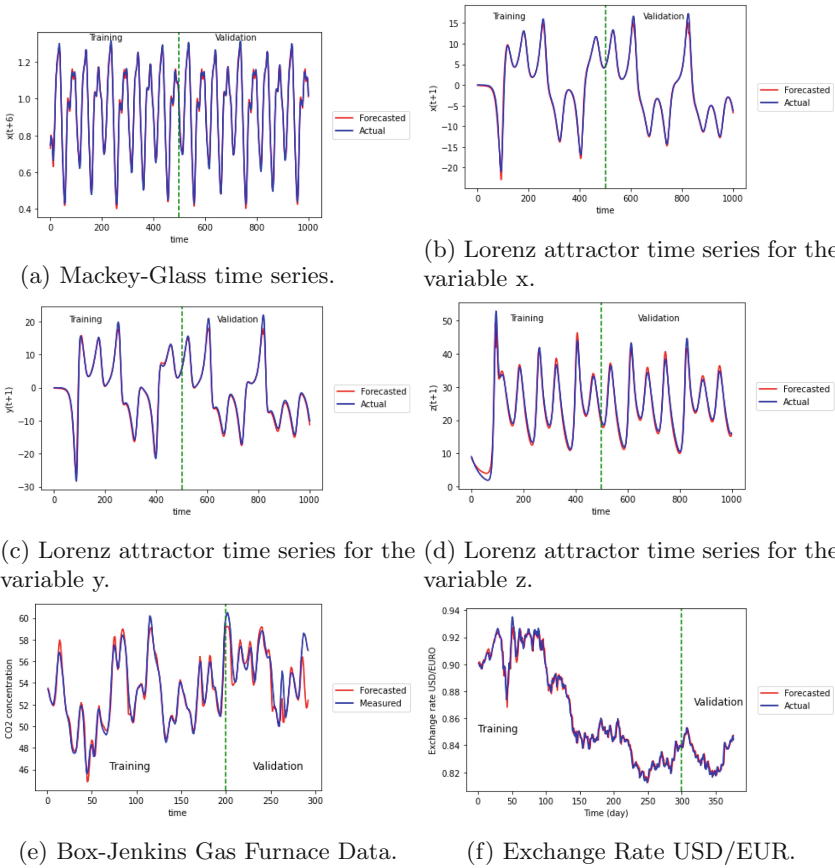 Training
Validation
1.2
1.0
0.8
0.6
0.4
x(t+6)
0
200
400
600
800
1000
time
Forecasted
Actual
(a) Mackey-Glass time series.
Training
Validation
15
10
5
0
−5
−10
−15
−20
x(t+1)
0
200
400
600
800
1000
time
Forecasted
Actual
(b) Lorenz attractor time series for the
variable x.
Training
Validation
20
10
0
−10
−20
−30
y(t+1)
0
200
400
600
800
1000
time
Forecasted
Actual
(c) Lorenz attractor time series for the
variable y.
Training
Validation
50
40
30
20
10
0
z(t+1)
0
200
400
600
800
1000
time
Forecasted
Actual
(d) Lorenz attractor time series for the
variable z.
60
58
56
54
52
50
48
46
CO2 concentration
Training
Validation
0
50
100
150
200
250
300
time
Forecasted
Measured
(e) Box-Jenkins Gas Furnace Data.
0.94
0.92
0.90
0.88
0.86
0.84
0.82
Exchange rate USD/EURO
Training
Validation
0
50
100
150
200
250
300
350
Time (day)
Forecasted
Actual
(f) Exchange Rate USD/EUR.